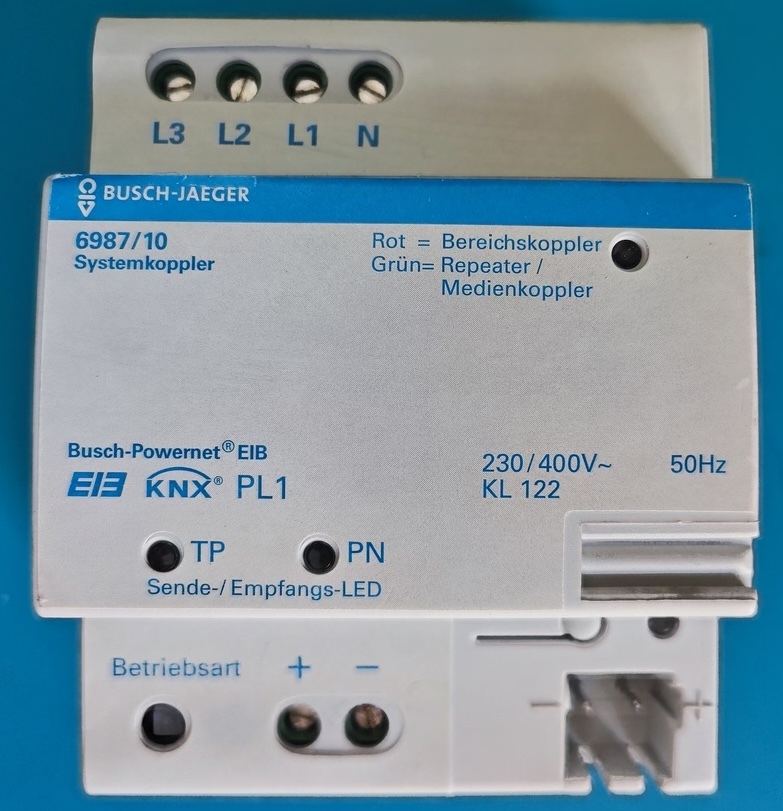 L3 L2 L1 N
BUSCH-JAEGER
6987/10
Systemkoppler
Rot = Bereichskoppler
Grün= Repeater /
Medienkoppler
Busch-Powernet® EIB
EIB KNX® PL1
230/400V~ 50Hz
KL 122
TP PN
Sende-/Empfangs-LED
Betriebsart + −
− +